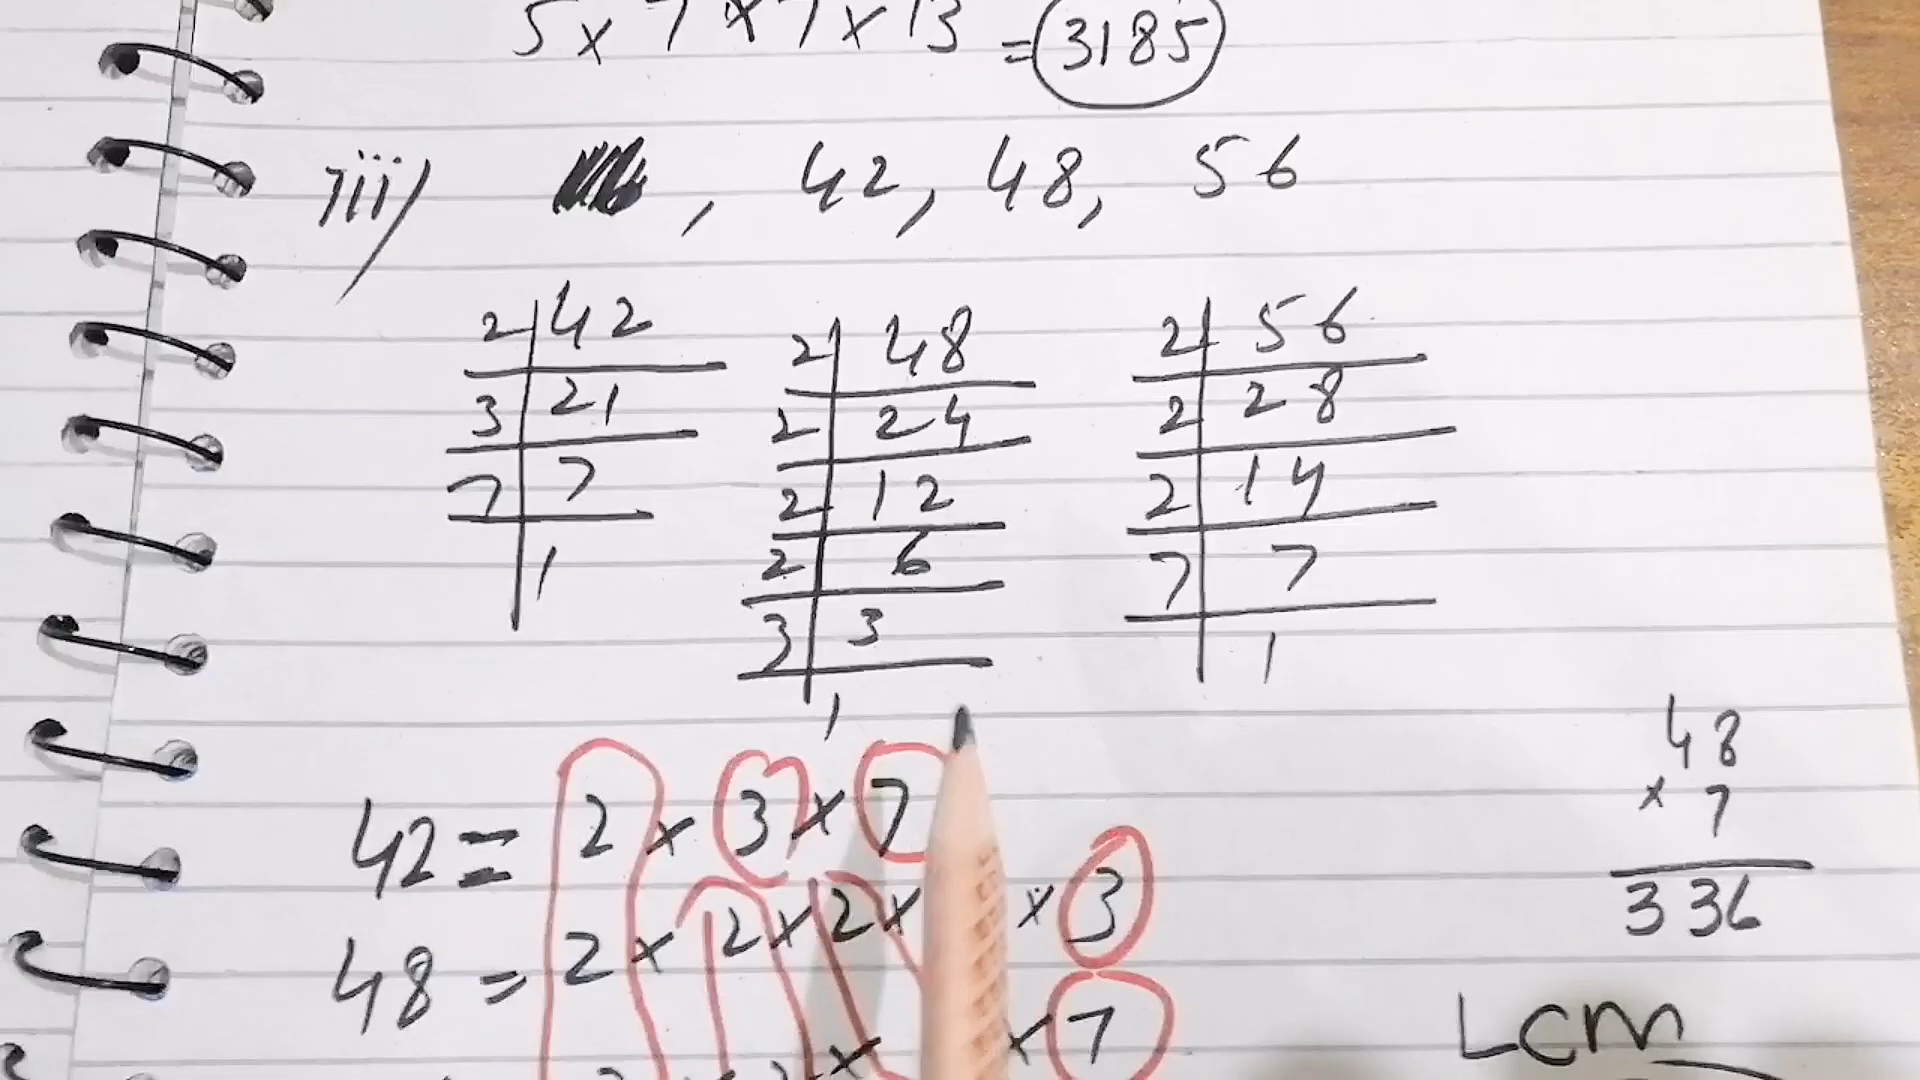 5 x 7 x 7 x 13 = 3185
iii) , 42, 48, 56
2 42
3 21
7 7
1
2 48
2 24
2 12
2 6
3 3
1
2 56
2 28
2 14
7 7
1
42 = 2 x 3 x 7
48 = 2 x 2 x 2 x x 3
x x 7
48
x 7
336
LCM